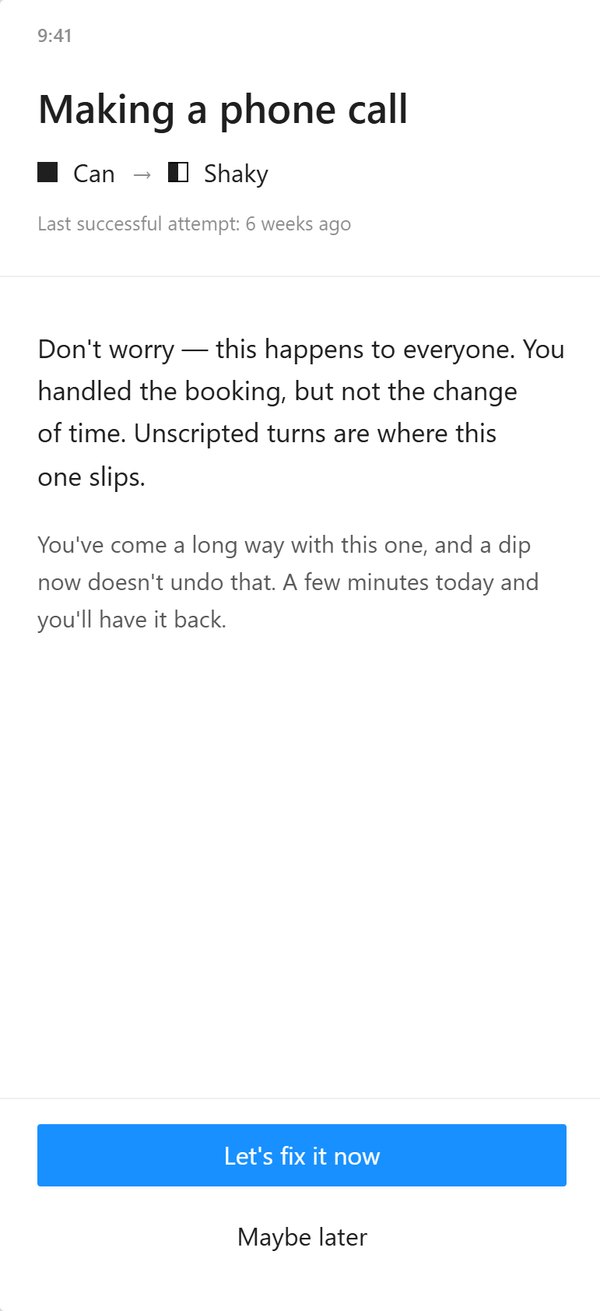 9:41
Making a phone call
Can → Shaky
Last successful attempt: 6 weeks ago
Don't worry — this happens to everyone. You
handled the booking, but not the change
of time. Unscripted turns are where this
one slips.
You've come a long way with this one, and a dip
now doesn't undo that. A few minutes today and
you'll have it back.
Let's fix it now
Maybe later